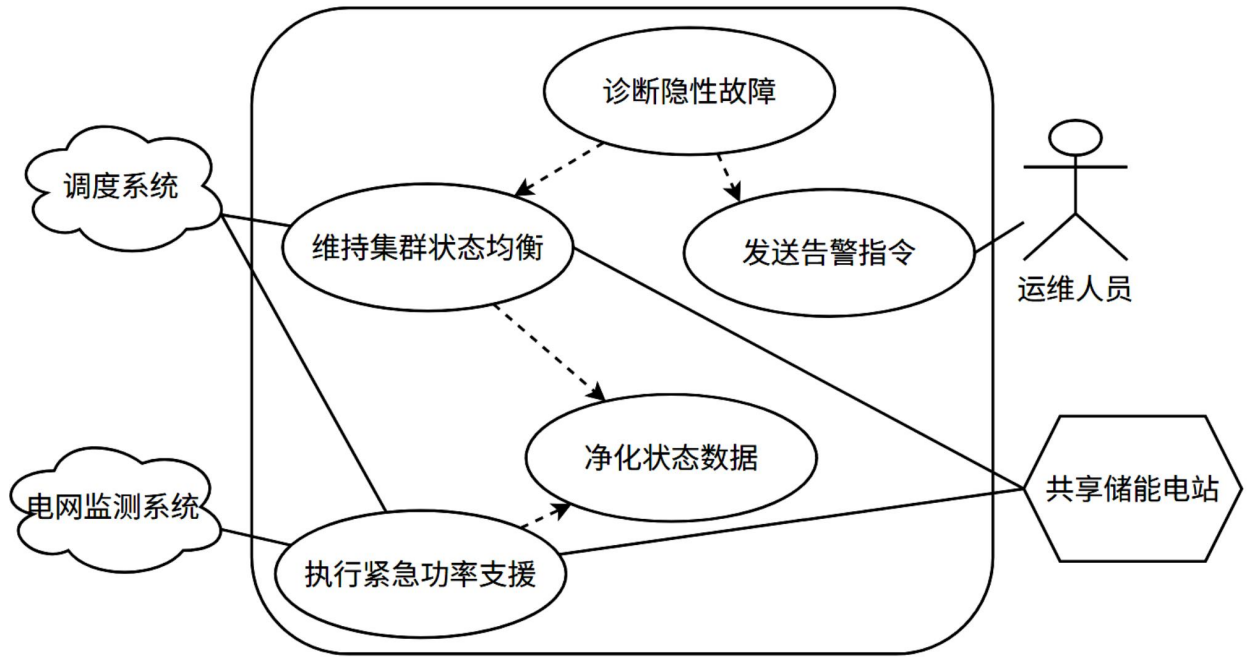 诊断隐性故障
调度系统
维持集群状态均衡
发送告警指令
运维人员
净化状态数据
共享储能电站
电网监测系统
执行紧急功率支援